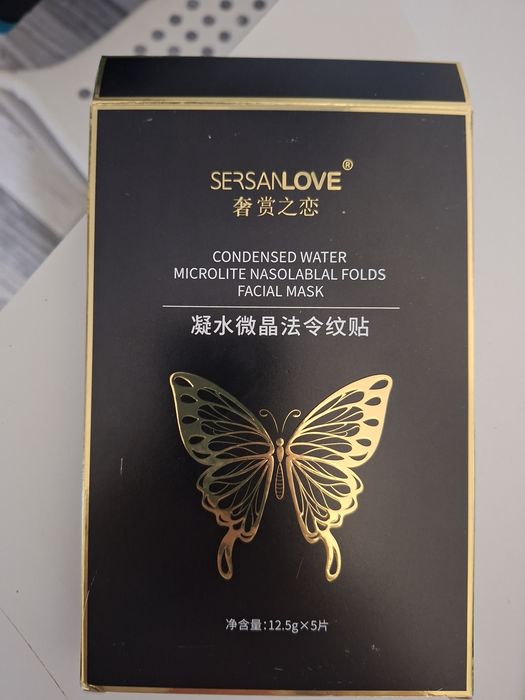 SERSANLOVE®
奢赏之恋
CONDENSED WATER
MICROLITE NASOLABLAL FOLDS
FACIAL MASK
凝水微晶法令纹贴
净含量:12.5g×5片